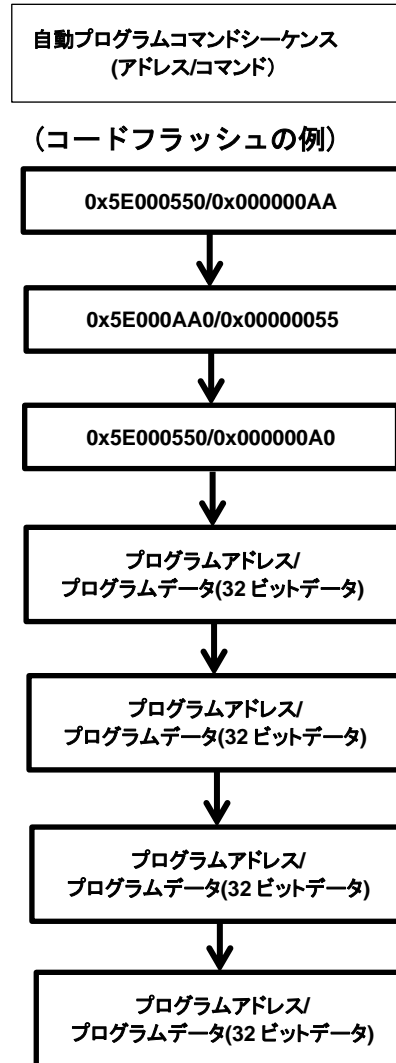 自動プログラムコマンドシーケンス
(アドレス/コマンド)
(コードフラッシュの例)
0x5E000550/0x000000AA
0x5E000AA0/0x00000055
0x5E000550/0x000000A0
プログラムアドレス/
プログラムデータ(32 ビットデータ)
プログラムアドレス/
プログラムデータ(32 ビットデータ)
プログラムアドレス/
プログラムデータ(32 ビットデータ)
プログラムアドレス/
プログラムデータ(32 ビットデータ)